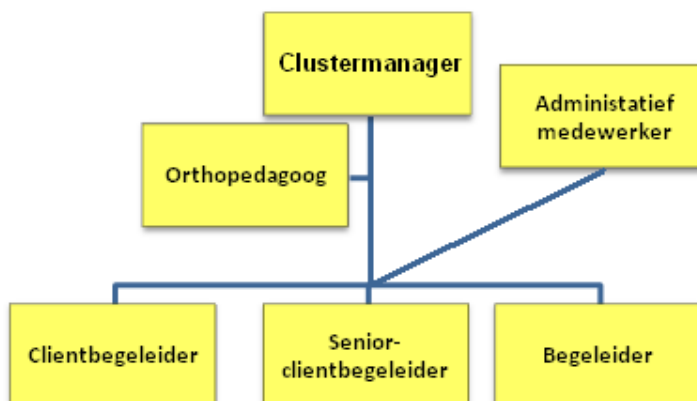 Clustermanager
Administatief
medewerker
Orthopedagoog
Clientbegeleider
Senior-
clientbegeleider
Begeleider